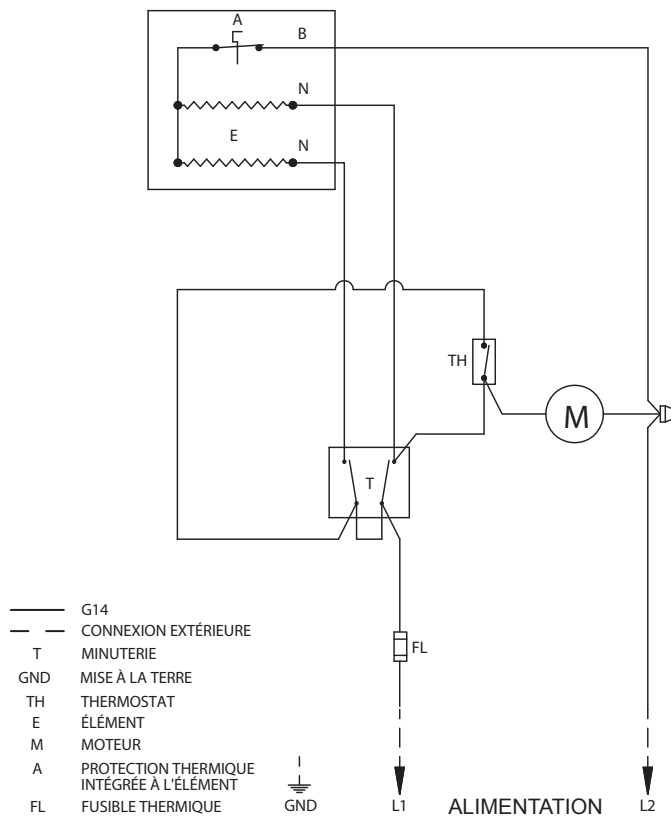 A
B
N
E
N
TH
M
T
FL
G14
CONNEXION EXTÉRIEURE
T MINUTERIE
GND MISE À LA TERRE
TH THERMOSTAT
E ÉLÉMENT
M MOTEUR
A PROTECTION THERMIQUE
INTÉGRÉE À L'ÉLÉMENT
FL FUSIBLE THERMIQUE
GND L1 ALIMENTATION L2